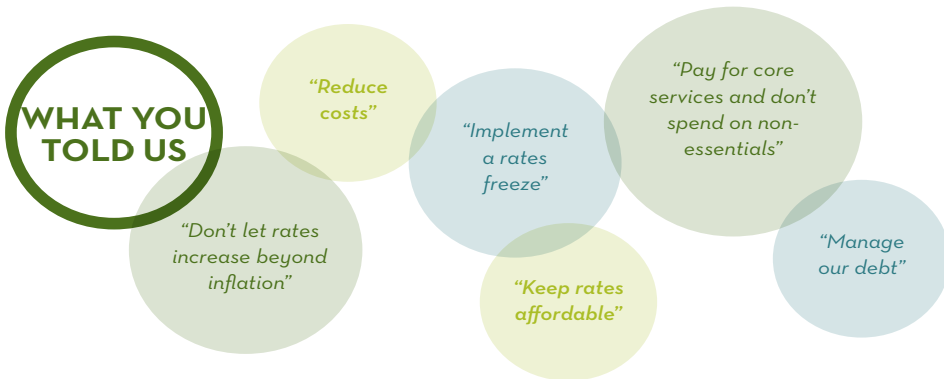 WHAT YOU
TOLD US
“Don’t let rates
increase beyond
inflation”
“Reduce
costs”
“Implement
a rates
freeze”
“Keep rates
affordable”
“Pay for core
services and don’t
spend on non-
essentials”
“Manage
our debt”